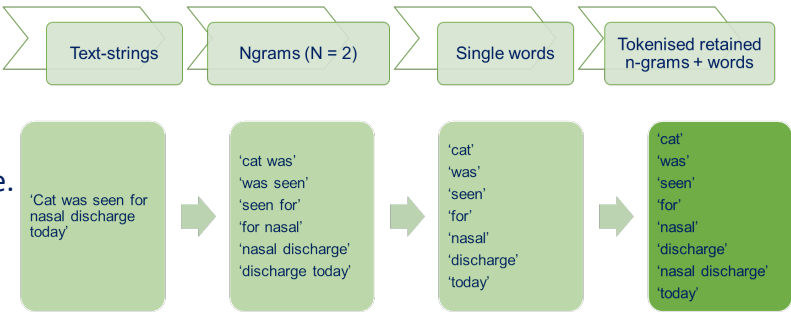 Text-strings
Ngrams (N = 2)
Single words
Tokenised retained
n-grams + words
e.
‘Cat was seen for
nasal discharge
today’
‘cat was’
‘was seen’
‘seen for’
‘for nasal’
‘nasal discharge’
‘discharge today’
‘cat’
‘was’
‘seen’
‘for’
‘nasal’
‘discharge’
‘today’
‘cat’
‘was’
‘seen’
‘for’
‘nasal’
‘discharge’
‘nasal discharge’
‘today’